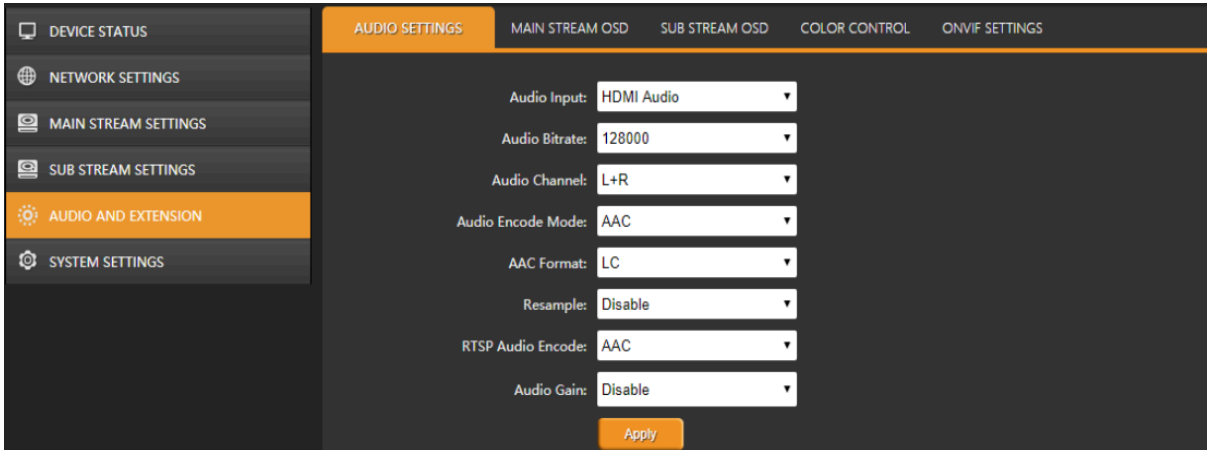 DEVICE STATUS
NETWORK SETTINGS
MAIN STREAM SETTINGS
SUB STREAM SETTINGS
AUDIO AND EXTENSION
SYSTEM SETTINGS
AUDIO SETTINGS MAIN STREAM OSD SUB STREAM OSD COLOR CONTROL ONVIF SETTINGS
Audio Input: HDMI Audio
Audio Bitrate: 128000
Audio Channel: L+R
Audio Encode Mode: AAC
AAC Format: LC
Resample: Disable
RTSP Audio Encode: AAC
Audio Gain: Disable
Apply